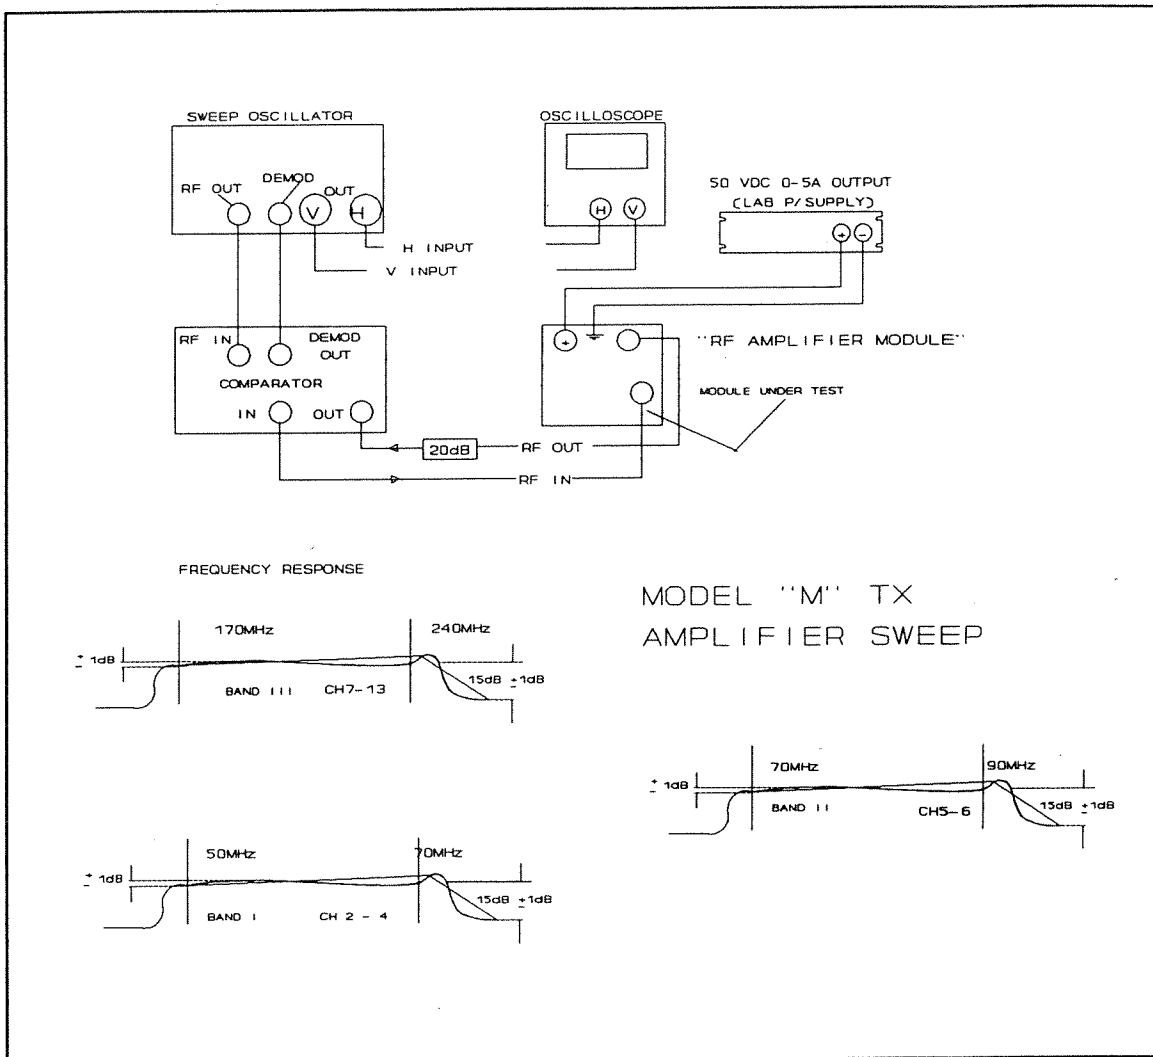 SWEEP OSCILLATOR
RF OUT
DEMOD
OUT
V
H
H INPUT
V INPUT
OSCILLOSCOPE
H
V
50 VDC 0-5A OUTPUT
(LAB P/SUPPLY)
+
-
RF IN
DEMOD
OUT
COMPARATOR
IN
OUT
20dB
RF OUT
RF IN
+
"RF AMPLIFIER MODULE"
MODULE UNDER TEST
FREQUENCY RESPONSE
MODEL "M" TX
AMPLIFIER SWEEP
170MHz
240MHz
± 1dB
15dB ±1dB
BAND III
CH7-13
70MHz
90MHz
± 1dB
15dB ±1dB
BAND II
CH5-6
50MHz
70MHz
± 1dB
15dB ±1dB
BAND I
CH 2 - 4